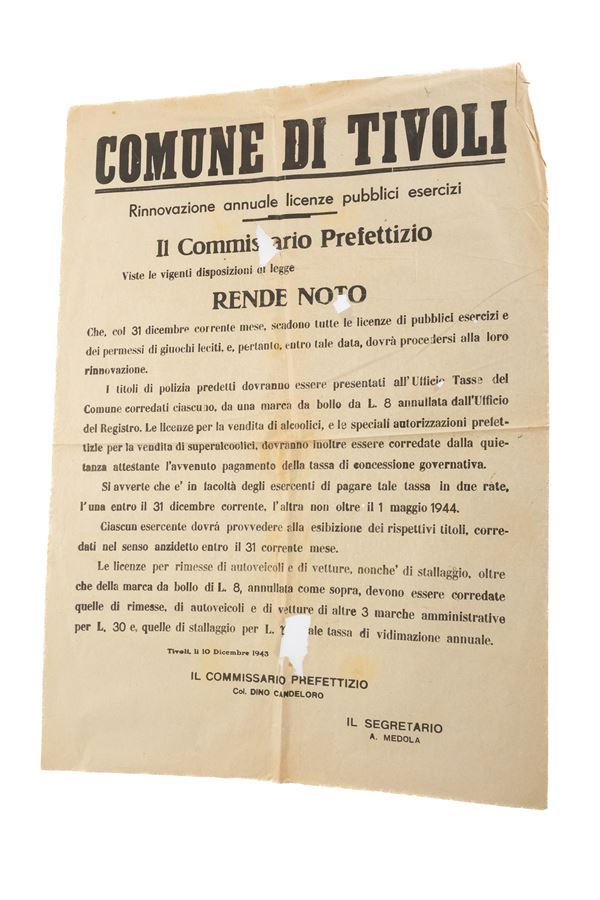 COMUNE DI TIVOLI
Rinnovazione annuale licenze pubblici esercizi
Il Commissario Prefettizio
Viste le vigenti disposizioni di legge
RENDE NOTO
Che, col 31 dicembre corrente mese, scadono tutte le licenze di pubblici esercizi e
dei permessi di giuochi leciti, e, pertanto, entro tale data, dovrà procedersi alla loro
rinnovazione.
I titoli di polizia predetti dovranno essere presentati all'Ufficio Tasse del
Comune corredati ciascuno, da una marca da bollo da L. 8 annullata dall'Ufficio
del Registro. Le licenze per la vendita di alcoolici, e le speciali autorizzazioni prefet-
tizie per la vendita di superalcoolici, dovranno inoltre essere corredate dalla quie-
tanza attestante l'avvenuto pagamento della tassa di concessione governativa.
Si avverte che e' in facoltà degli esercenti di pagare tale tassa in due rate,
l'una entro il 31 dicembre corrente, l'altra non oltre il 1 maggio 1944.
Ciascun esercente dovrà provvedere alla esibizione dei rispettivi titoli, corre-
dati nel senso anzidetto entro il 31 corrente mese.
Le licenze per rimesse di autoveicoli e di vetture, nonche' di stallaggio, oltre
che della marca da bollo di L. 8, annullata come sopra, devono essere corredate
quelle di rimesse, di autoveicoli e di vetture di altre 3 marche amministrative
per L. 30 e, quelle di stallaggio per L. ale tassa di vidimazione annuale.
Tivoli, li 10 Dicembre 1943
IL COMMISSARIO PREFETTIZIO
Col. DINO CANDELORO
IL SEGRETARIO
A. MEDOLA